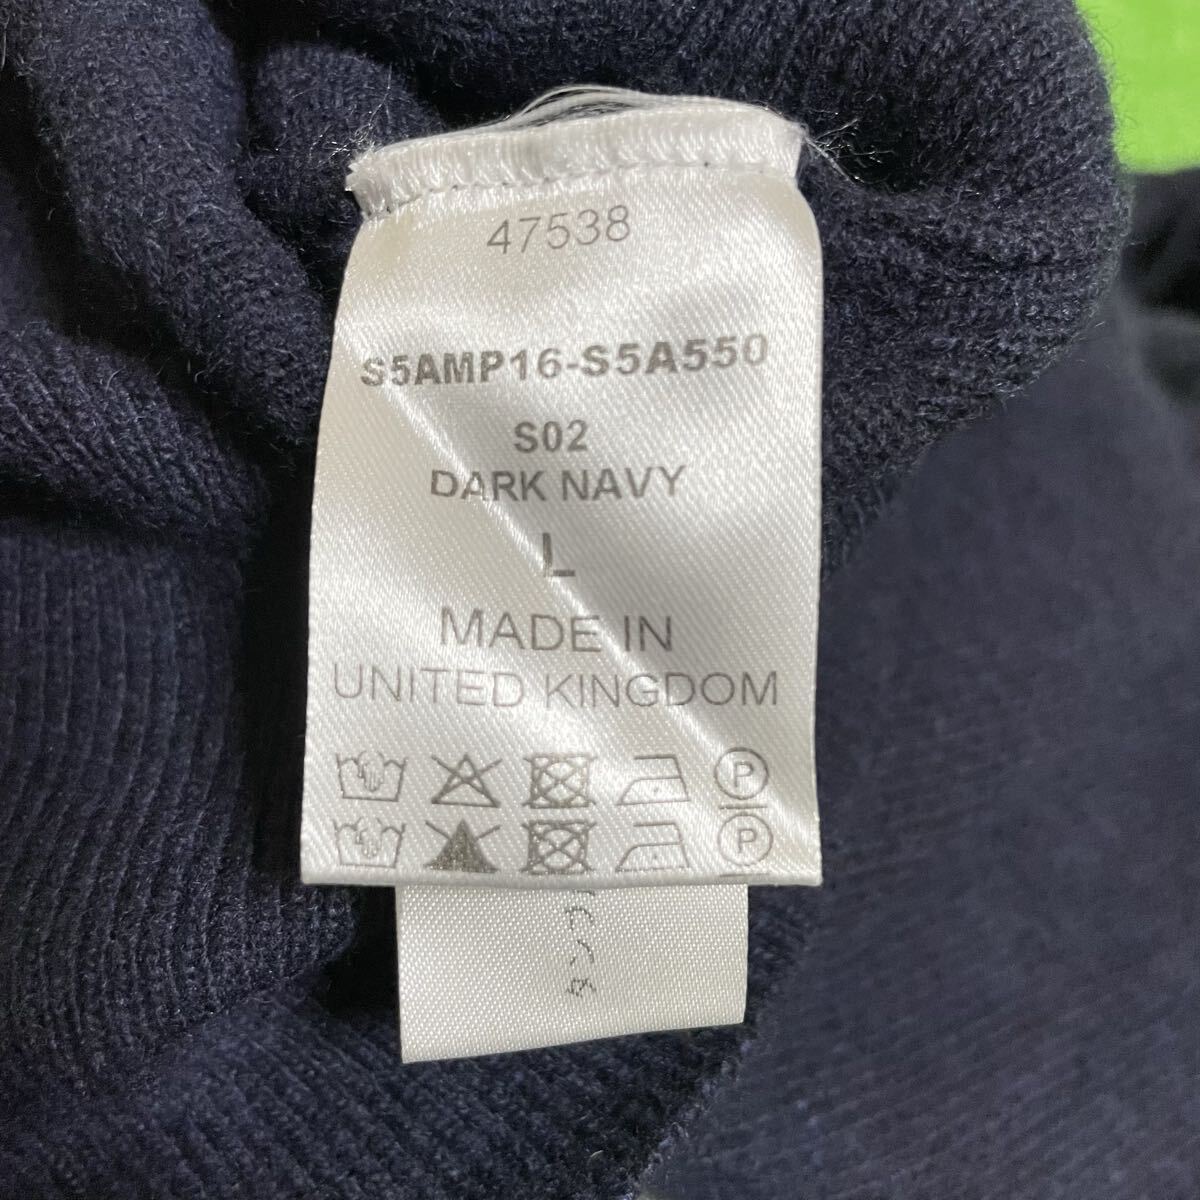 47538
S5AMP16-S5A550
S02
DARK NAVY
L
MADE IN
UNITED KINGDOM
P
P